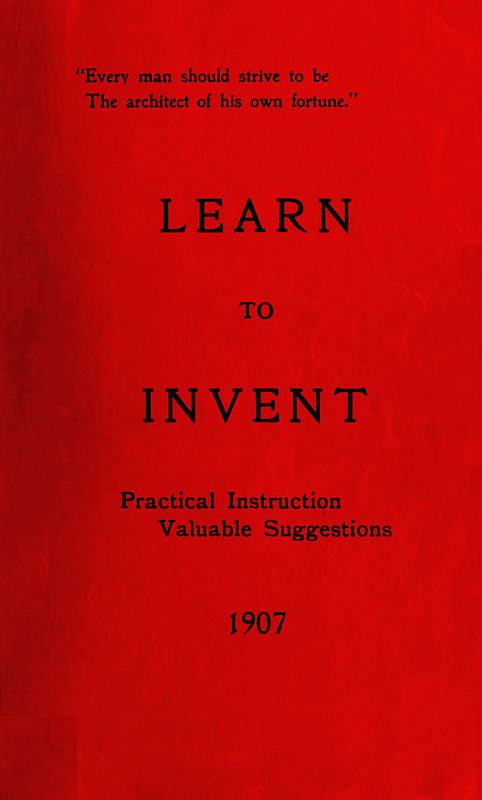 “Every man should strive to be
The architect of his own fortune.”
LEARN
TO
INVENT
Practical Instruction
Valuable Suggestions
1907